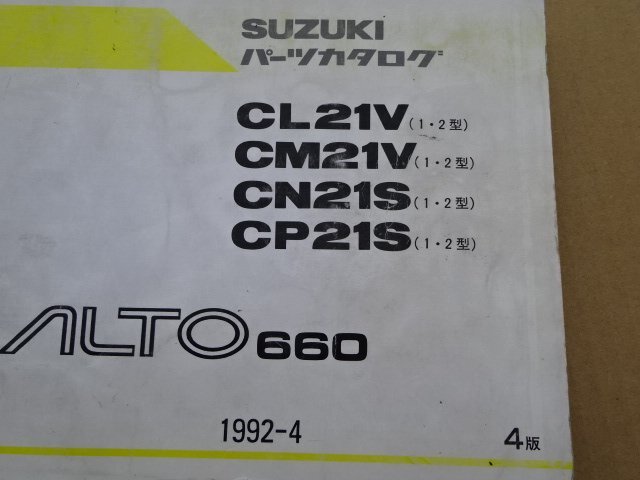 SUZUKI
パーツカタログ
CL21V(1・2型)
CM21V(1・2型)
CN21S(1・2型)
CP21S(1・2型)
ALTO 660
1992-4
4版